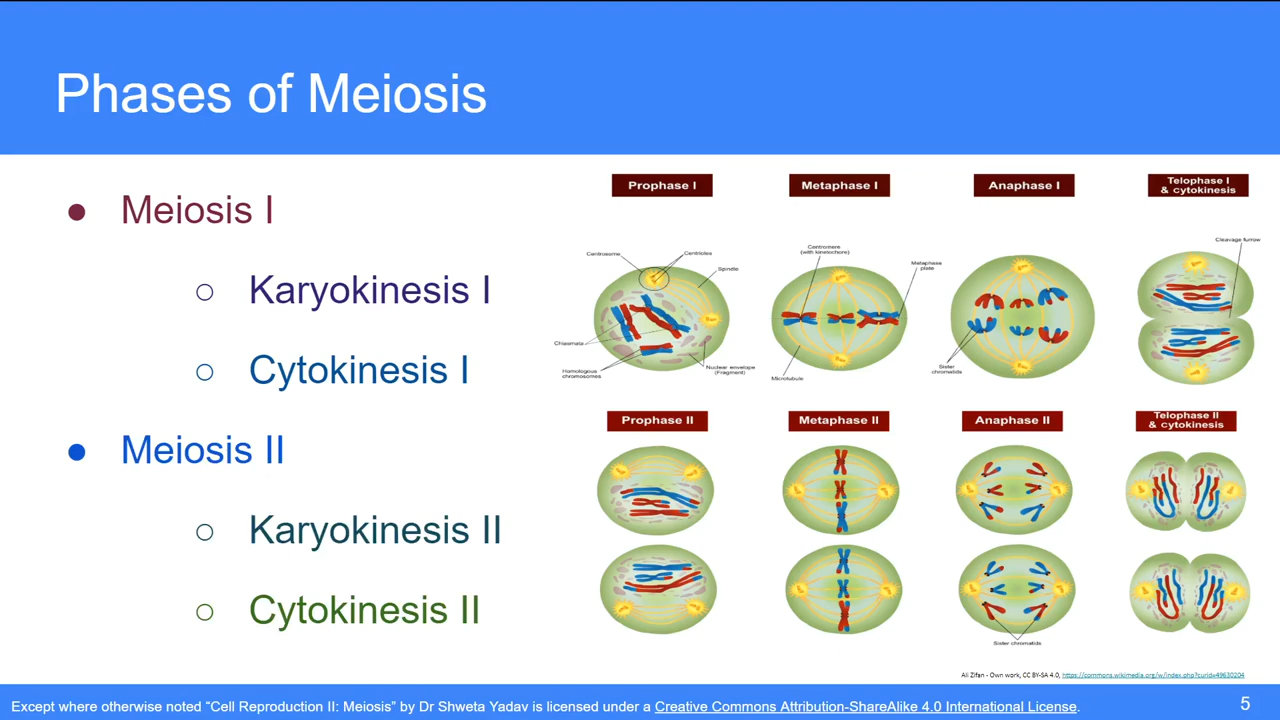 Phases of Meiosis
● Meiosis I
○ Karyokinesis I
○ Cytokinesis I
● Meiosis II
○ Karyokinesis II
○ Cytokinesis II
Prophase I
Metaphase I
Anaphase I
Telophase I
& cytokinesis
Centrosome
Centrioles
Spindle
Chiasmata
Homologous
chromosomes
Nuclear envelope
(Fragment)
Centromere
(with kinetochore)
Metaphase
plate
Microtubule
Sister
chromatids
Cleavage furrow
Prophase II
Metaphase II
Anaphase II
Telophase II
& cytokinesis
Sister chromatids
Ali Zifan - Own work, CC BY-SA 4.0, https://commons.wikimedia.org/w/index.php?curid=49630204
Except where otherwise noted “Cell Reproduction II: Meiosis” by Dr Shweta Yadav is licensed under a Creative Commons Attribution-ShareAlike 4.0 International License.
5